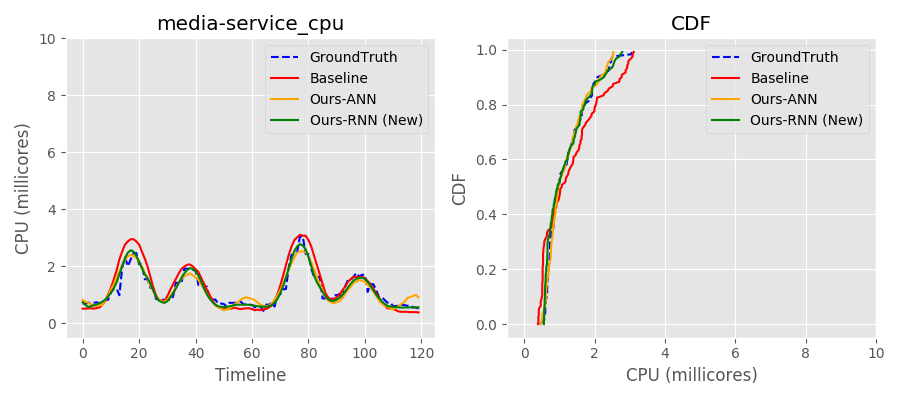 media-service_cpu
CPU (millicores)
10
8
6
4
2
0
0
20
40
60
80
100
120
Timeline
GroundTruth
Baseline
Ours-ANN
Ours-RNN (New)
CDF
CDF
1.0
0.8
0.6
0.4
0.2
0.0
0
2
4
6
8
10
CPU (millicores)
GroundTruth
Baseline
Ours-ANN
Ours-RNN (New)